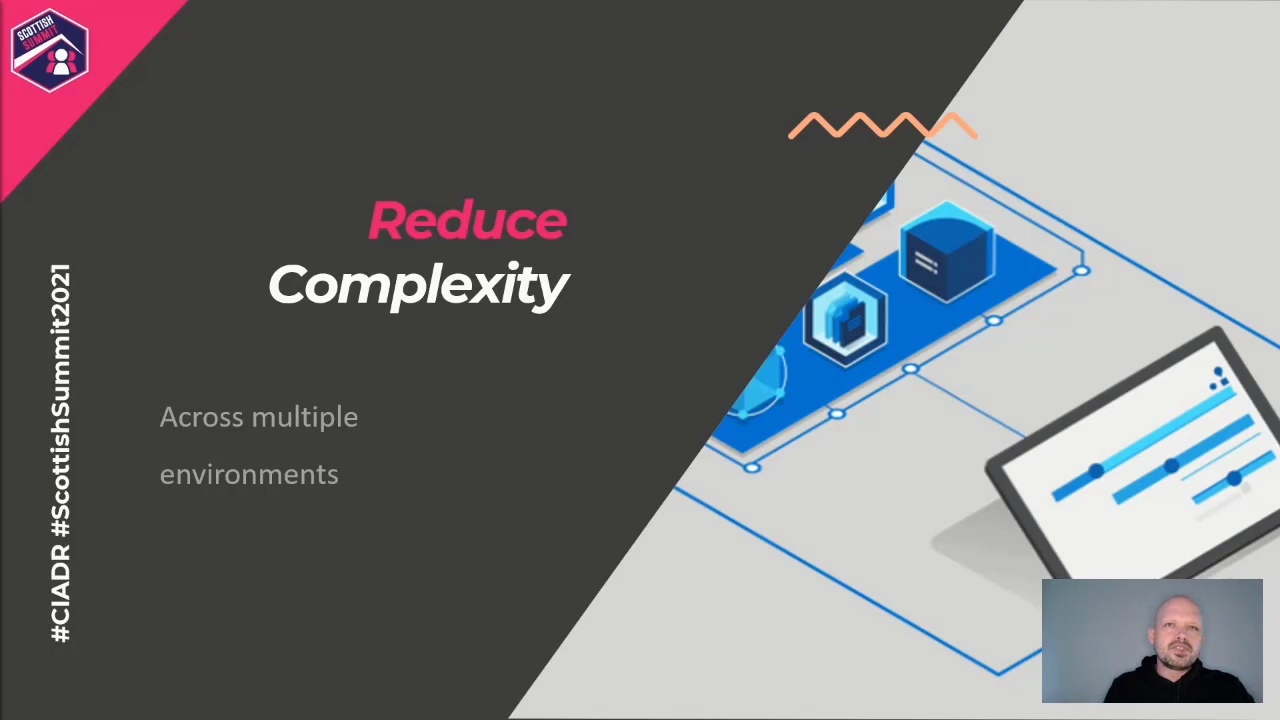 SCOTTISH
SUMMIT
Reduce
Complexity
Across multiple
environments
#CIADR #ScottishSummit2021